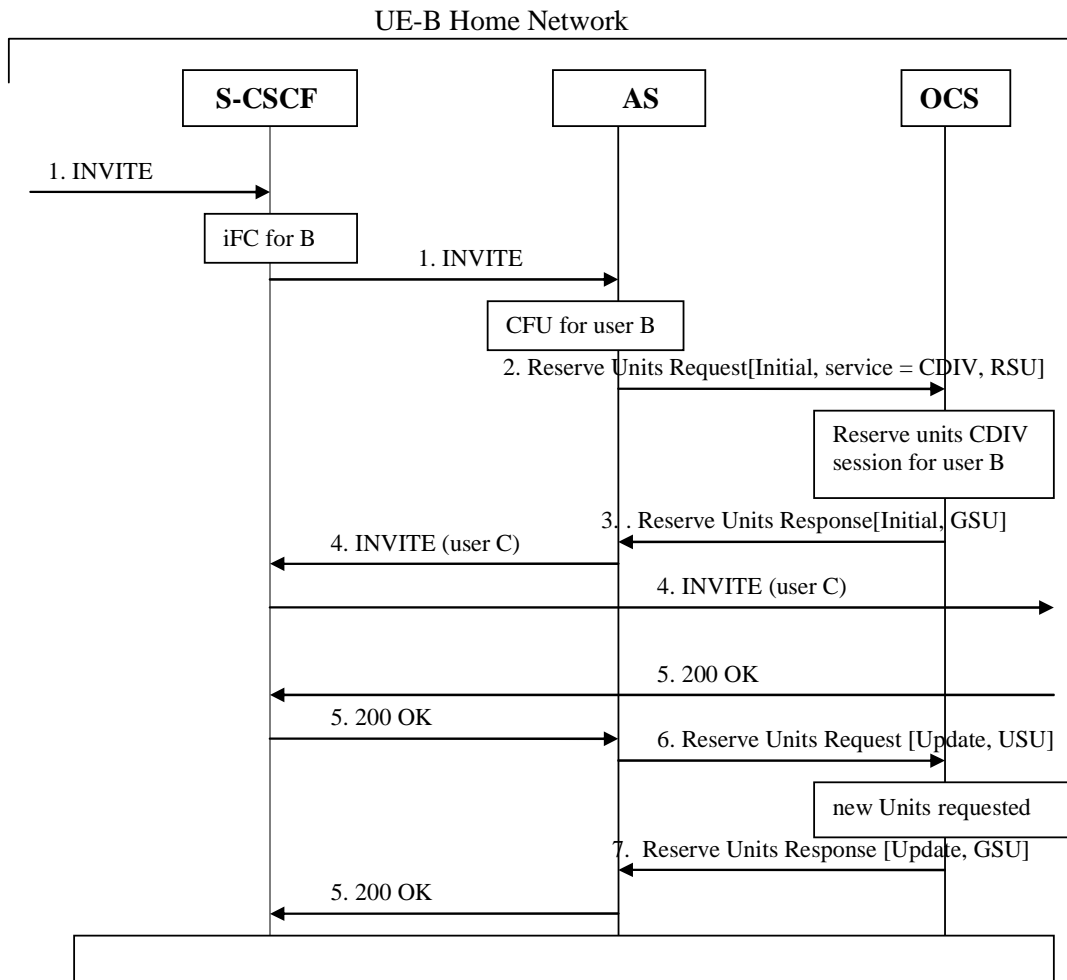 UE-B Home Network
S-CSCF
AS
OCS
1. INVITE
iFC for B
1. INVITE
CFU for user B
2. Reserve Units Request[Initial, service = CDIV, RSU]
Reserve units CDIV
session for user B
3. . Reserve Units Response[Initial, GSU]
4. INVITE (user C)
4. INVITE (user C)
5. 200 OK
5. 200 OK
6. Reserve Units Request [Update, USU]
new Units requested
7. Reserve Units Response [Update, GSU]
5. 200 OK